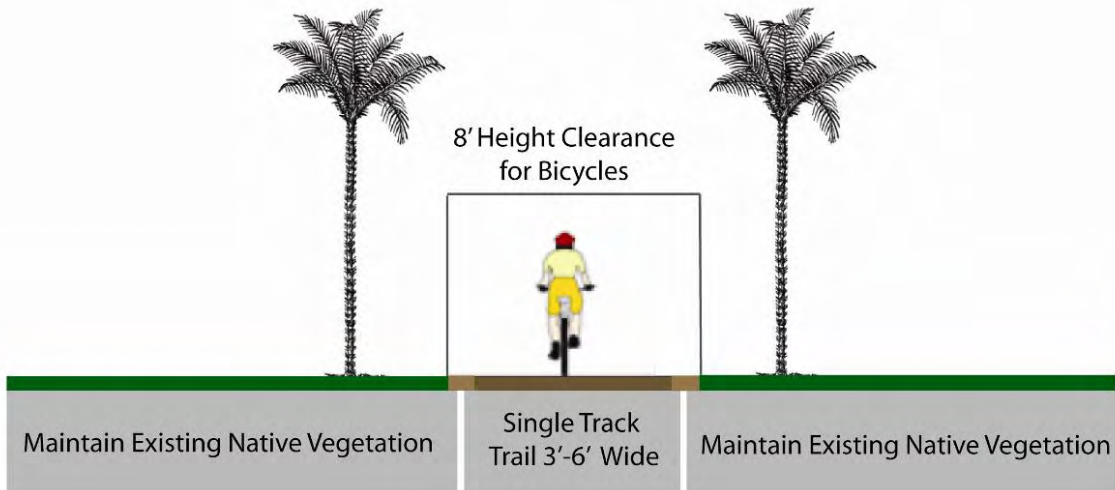 8' Height Clearance
for Bicycles
Maintain Existing Native Vegetation
Single Track
Trail 3'-6' Wide
Maintain Existing Native Vegetation